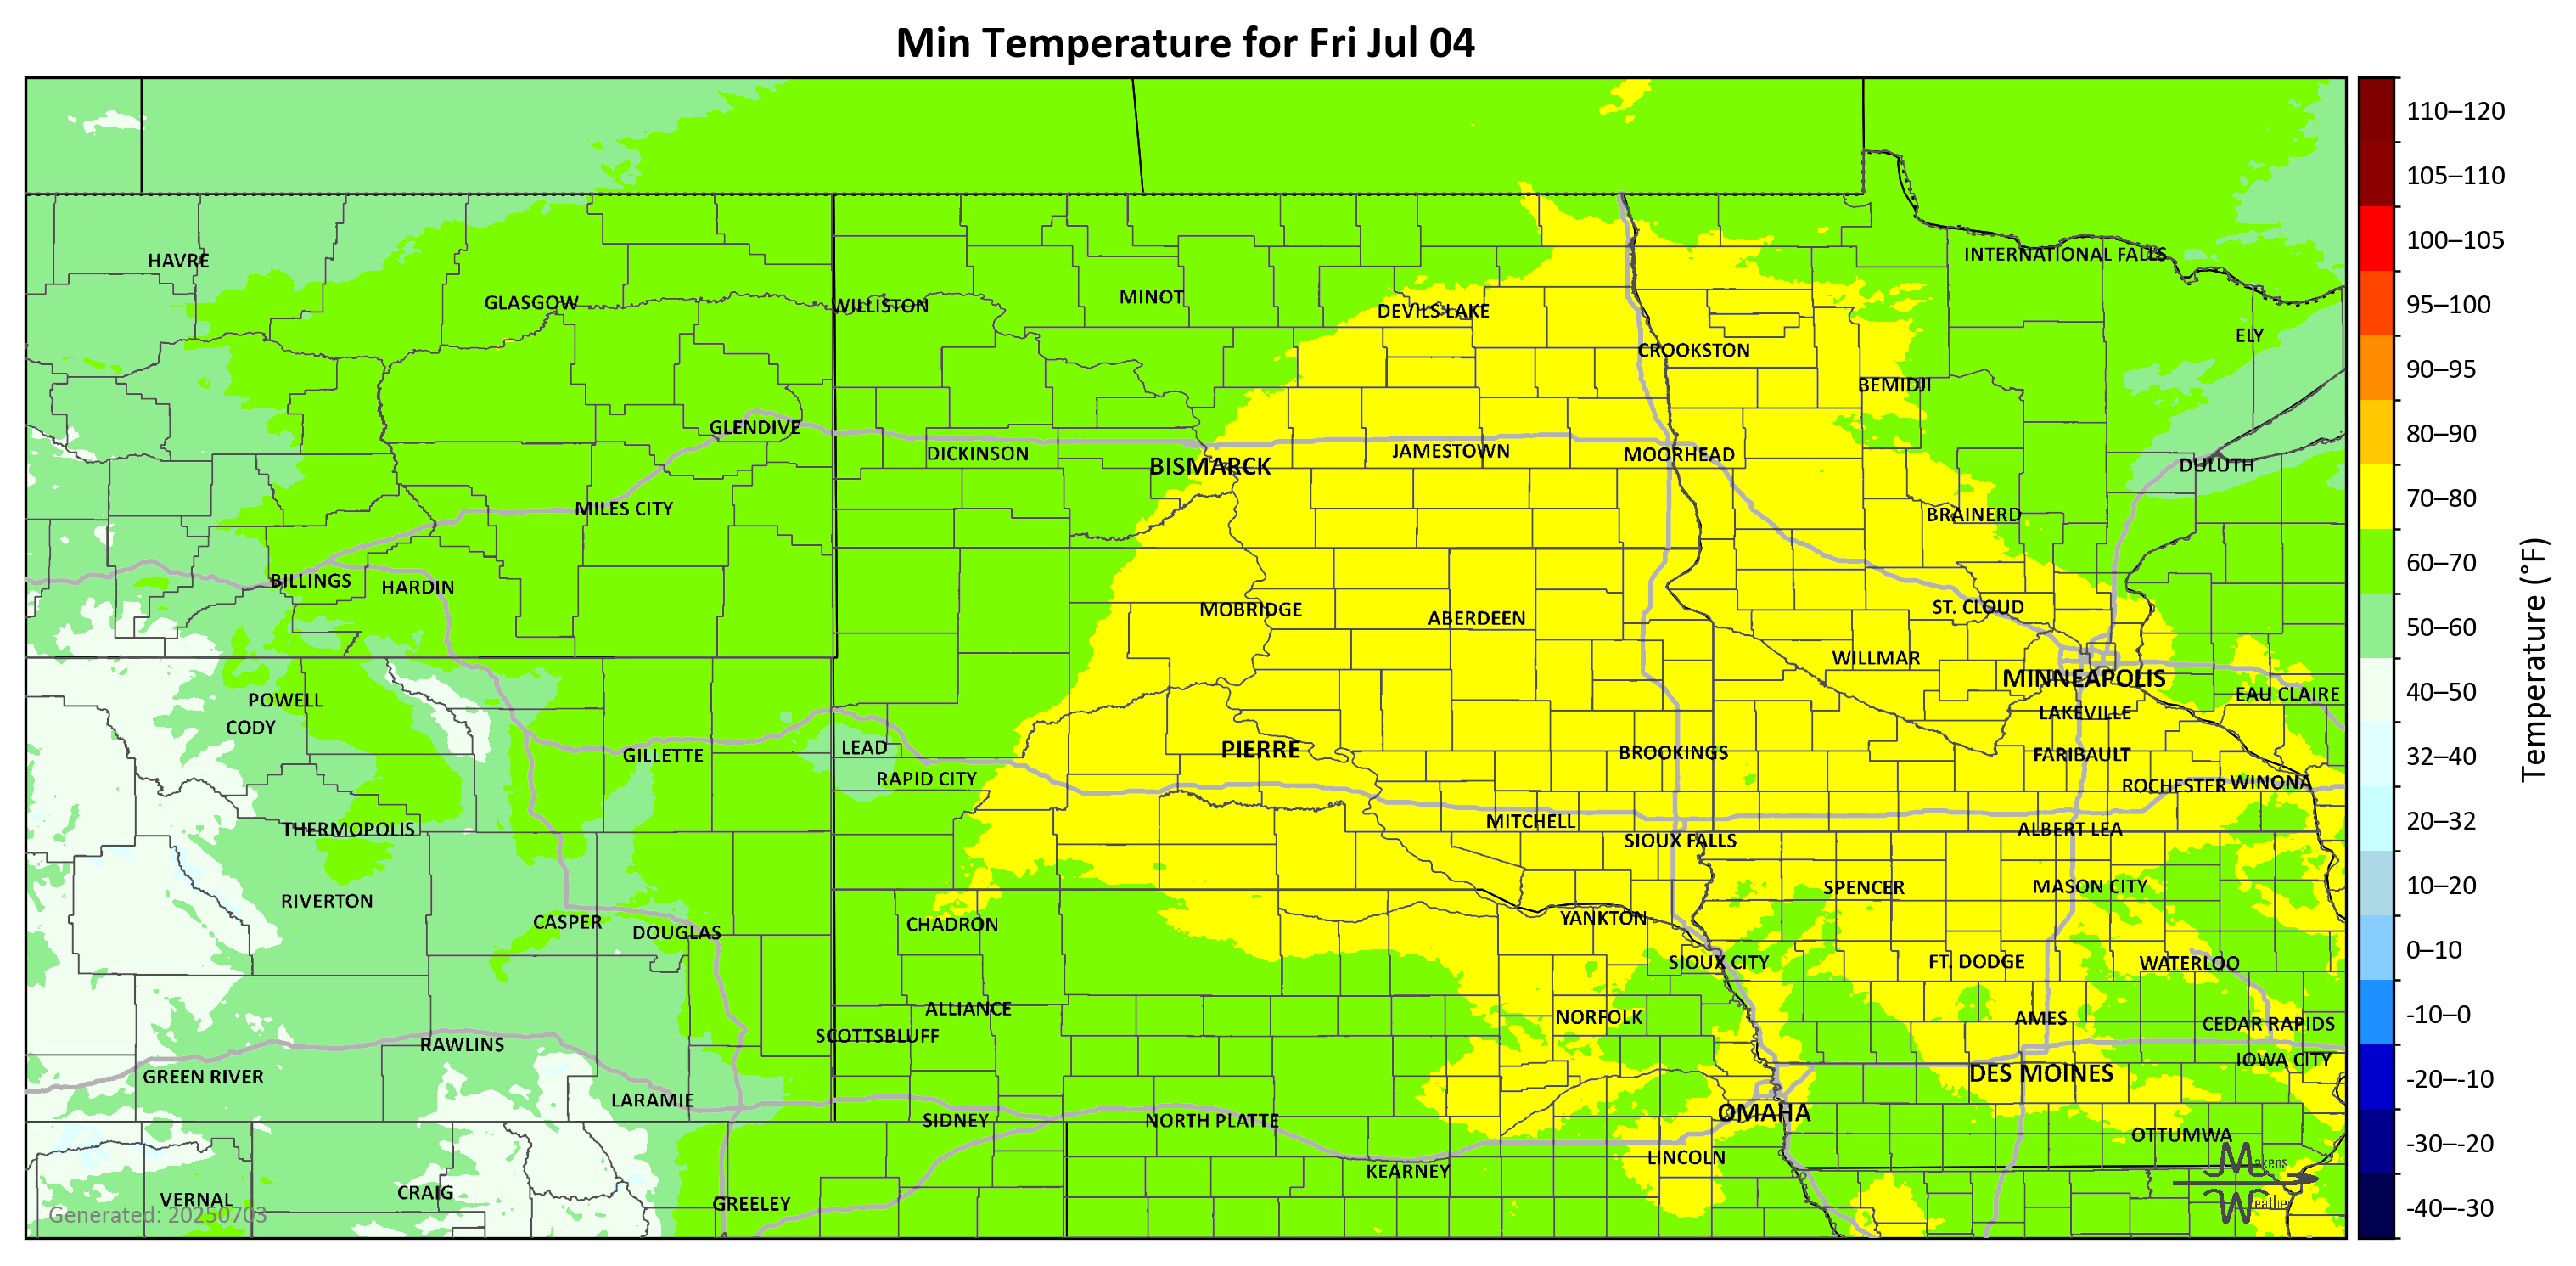 Min Temperature for Fri Jul 04
110–120
105–110
100–105
95–100
90–95
80–90
70–80
60–70
50–60
40–50
32–40
20–32
10–20
0–10
-10–0
-20–-10
-30–-20
-40–-30
Temperature (°F)
HAVRE
INTERNATIONAL FALLS
GLASGOW
WILLISTON
MINOT
DEVILS LAKE
ELY
CROOKSTON
BEMIDJI
GLENDIVE
DICKINSON
BISMARCK
JAMESTOWN
MOORHEAD
DULUTH
MILES CITY
BRAINERD
BILLINGS
HARDIN
MOBRIDGE
ABERDEEN
ST. CLOUD
WILLMAR
MINNEAPOLIS
POWELL
EAU CLAIRE
CODY
LAKEVILLE
GILLETTE
LEAD
PIERRE
BROOKINGS
FARIBAULT
RAPID CITY
ROCHESTER
WINONA
THERMOPOLIS
MITCHELL
SIOUX FALLS
ALBERT LEA
RIVERTON
SPENCER
MASON CITY
CASPER
DOUGLAS
CHADRON
YANKTON
SIOUX CITY
FT. DODGE
WATERLOO
ALLIANCE
SCOTTSBLUFF
NORFOLK
AMES
CEDAR RAPIDS
RAWLINS
IOWA CITY
GREEN RIVER
DES MOINES
LARAMIE
SIDNEY
NORTH PLATTE
OMAHA
OTTUMWA
KEARNEY
LINCOLN
VERNAL
CRAIG
GREELEY
Generated: 20250703
Makens
Weather